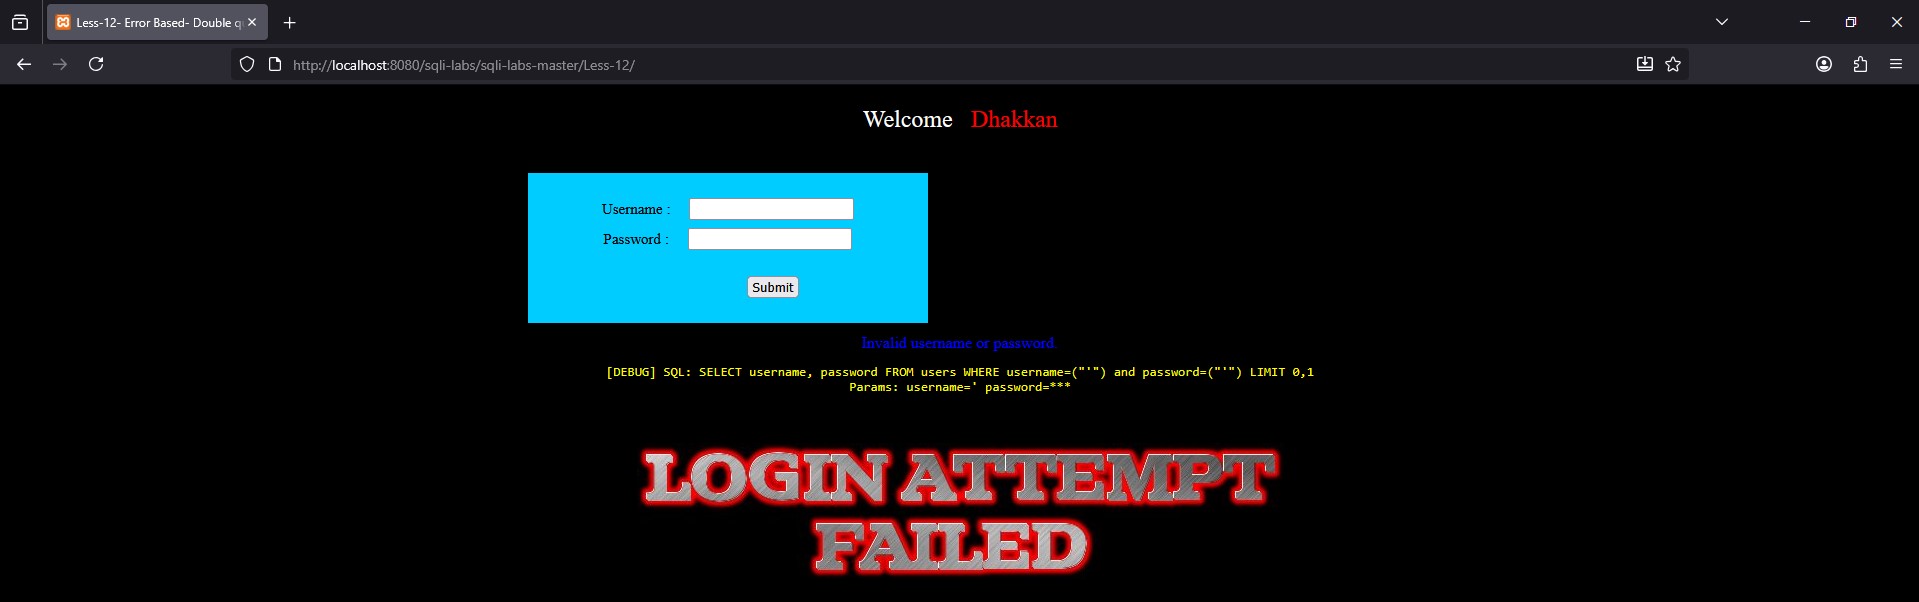 Less-12- Error Based- Double q
http://localhost:8080/sqli-labs/sqli-labs-master/Less-12/
Welcome Dhakkan
Username :
Password :
Submit
Invalid username or password.
[DEBUG] SQL: SELECT username, password FROM users WHERE username=("'") and password=("'") LIMIT 0,1
Params: username=' password=***
LOGIN ATTEMPT
FAILED